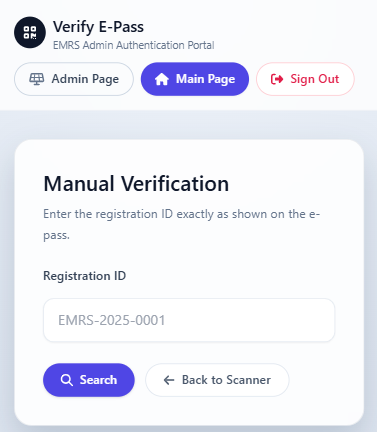 Verify E-Pass
EMRS Admin Authentication Portal
Admin Page
Main Page
Sign Out
Manual Verification
Enter the registration ID exactly as shown on the e-
pass.
Registration ID
EMRS-2025-0001
Search
Back to Scanner